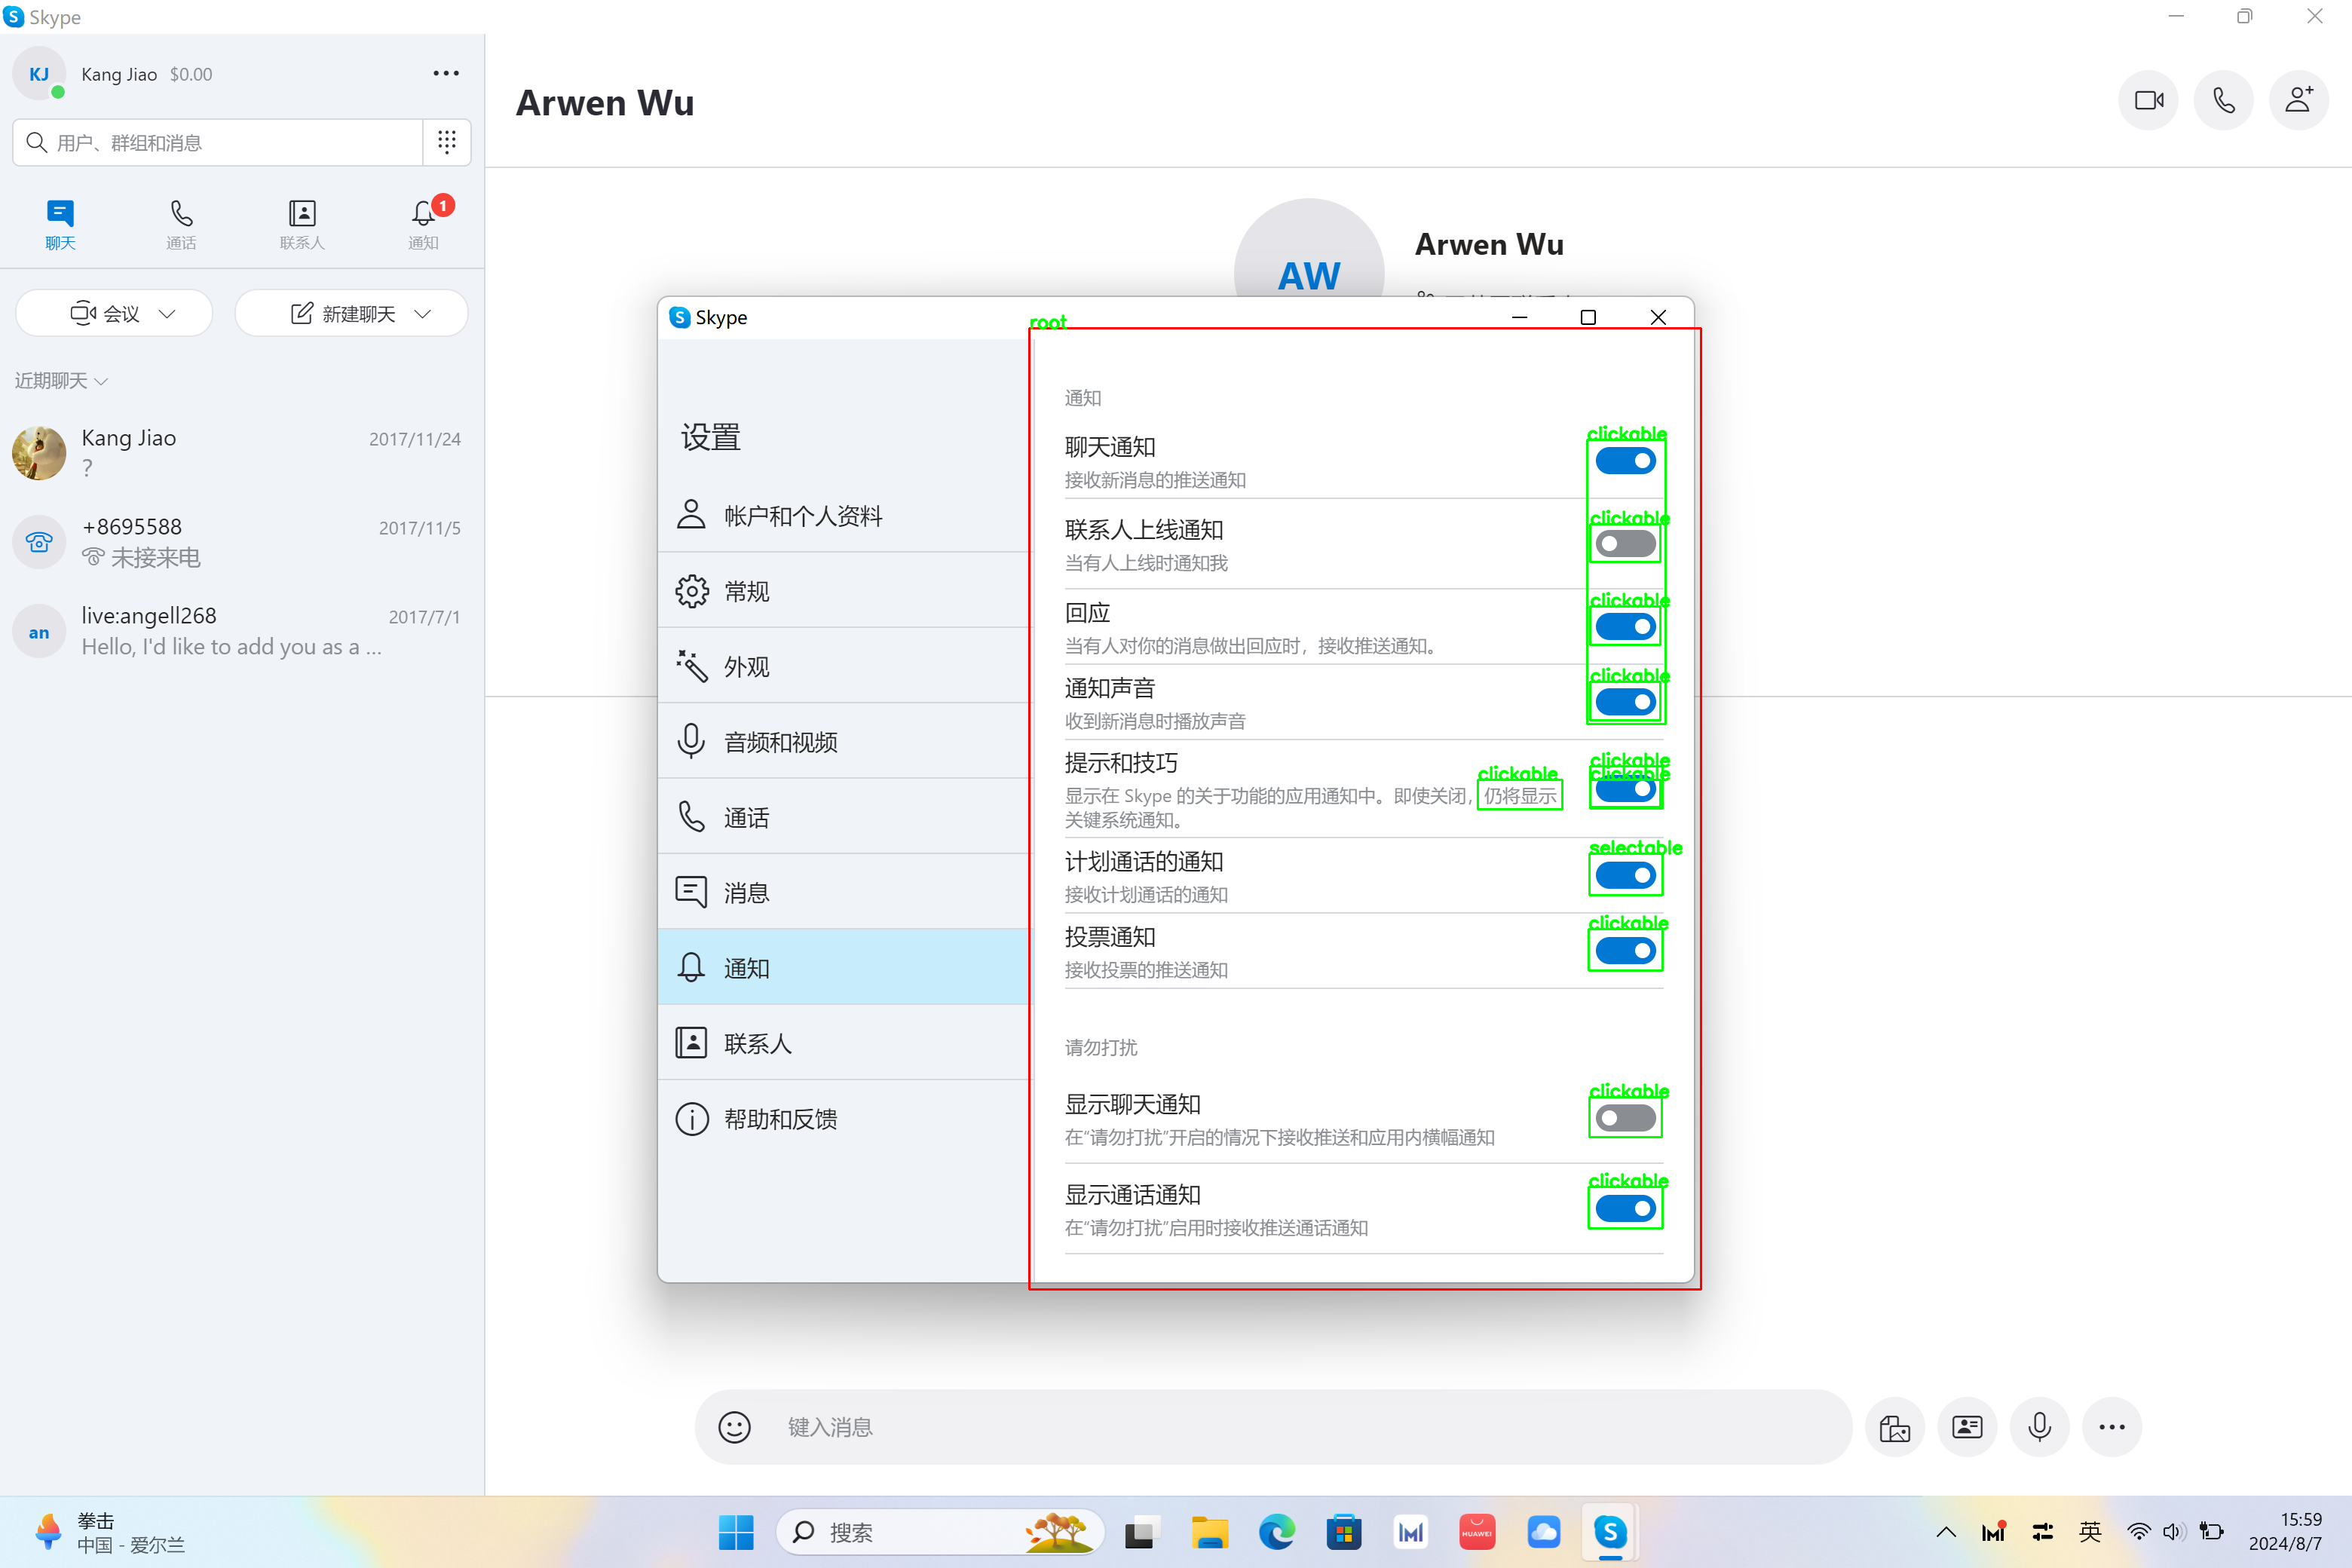 Skype
KJ
Kang Jiao $0.00
用户、群组和消息
聊天
通话
联系人
通知
1
会议
新建聊天
近期聊天
Kang Jiao
2017/11/24
?
+8695588
2017/11/5
未接来电
an
live:angell268
2017/7/1
Hello, I'd like to add you as a ...
Arwen Wu
AW
Arwen Wu
Skype
设置
帐户和个人资料
常规
外观
音频和视频
通话
消息
通知
联系人
帮助和反馈
root
通知
聊天通知
接收新消息的推送通知
clickable
联系人上线通知
当有人上线时通知我
clickable
回应
当有人对你的消息做出回应时，接收推送通知。
clickable
通知声音
收到新消息时播放声音
clickable
提示和技巧
显示在 Skype 的关于功能的应用通知中。即使关闭，仍将显示
关键系统通知。
clickable
clickable
clickable
计划通话的通知
接收计划通话的通知
selectable
投票通知
接收投票的推送通知
clickable
请勿打扰
显示聊天通知
在“请勿打扰”开启的情况下接收推送和应用内横幅通知
clickable
显示通话通知
在“请勿打扰”启用时接收推送通话通知
clickable
键入消息
拳击
中国 - 爱尔兰
搜索
HUAWEI
英
15:59
2024/8/7